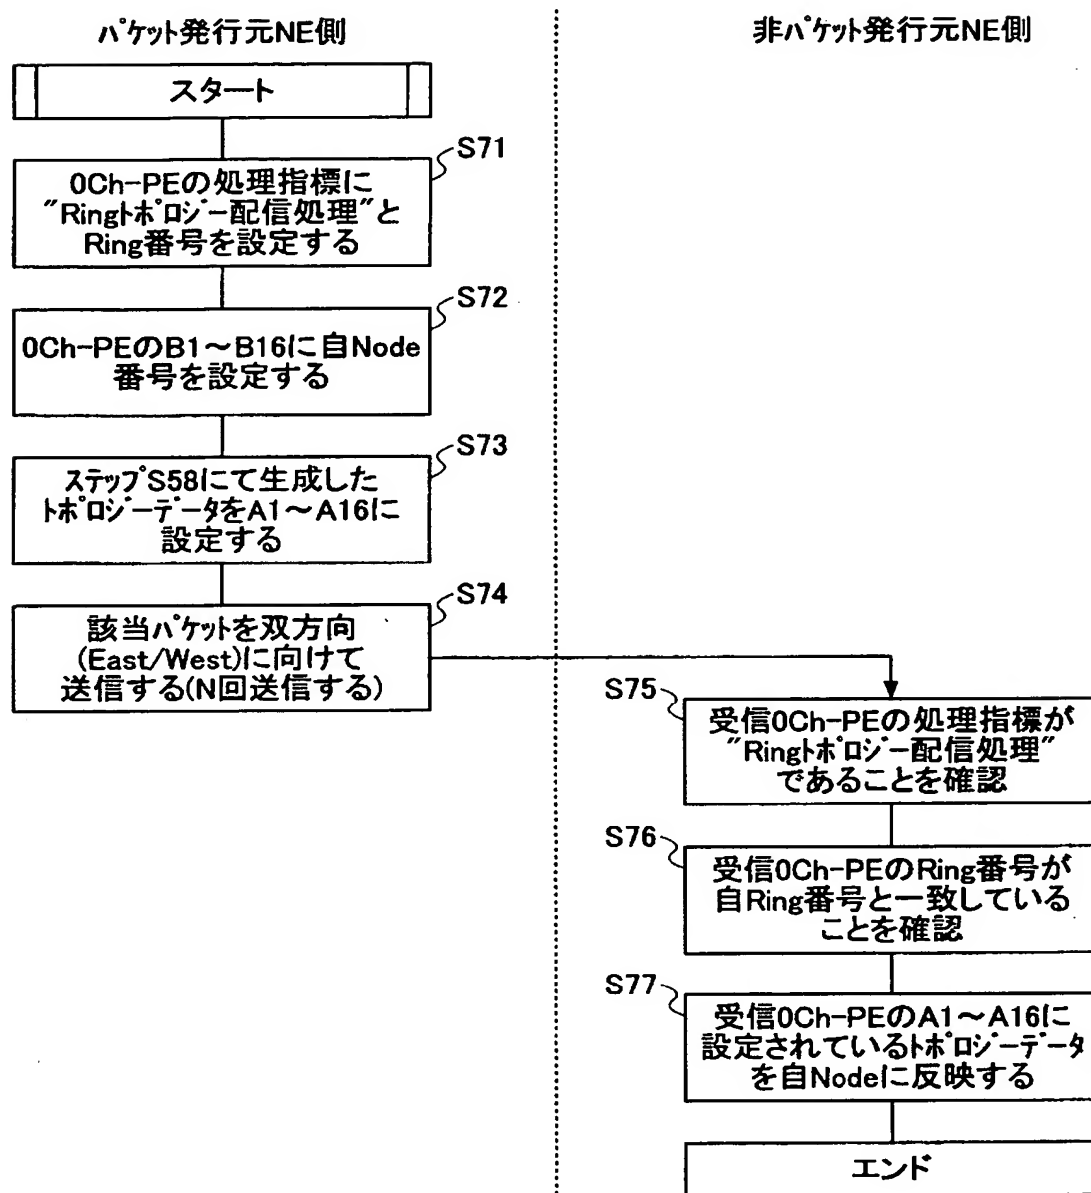 パケット発行元NE側
非パケット発行元NE側
スタート
S71
0Ch-PEの処理指標に
"Ringトポロジー配信処理"と
Ring番号を設定する
S72
0Ch-PEのB1～B16に自Node
番号を設定する
S73
ステップS58にて生成した
トポロジーデータをA1～A16に
設定する
S74
該当パケットを双方向
(East/West)に向けて
送信する(N回送信する)
S75
受信0Ch-PEの処理指標が
"Ringトポロジー配信処理"
であることを確認
S76
受信0Ch-PEのRing番号が
自Ring番号と一致している
ことを確認
S77
受信0Ch-PEのA1～A16に
設定されているトポロジーデータ
を自Nodeに反映する
エンド